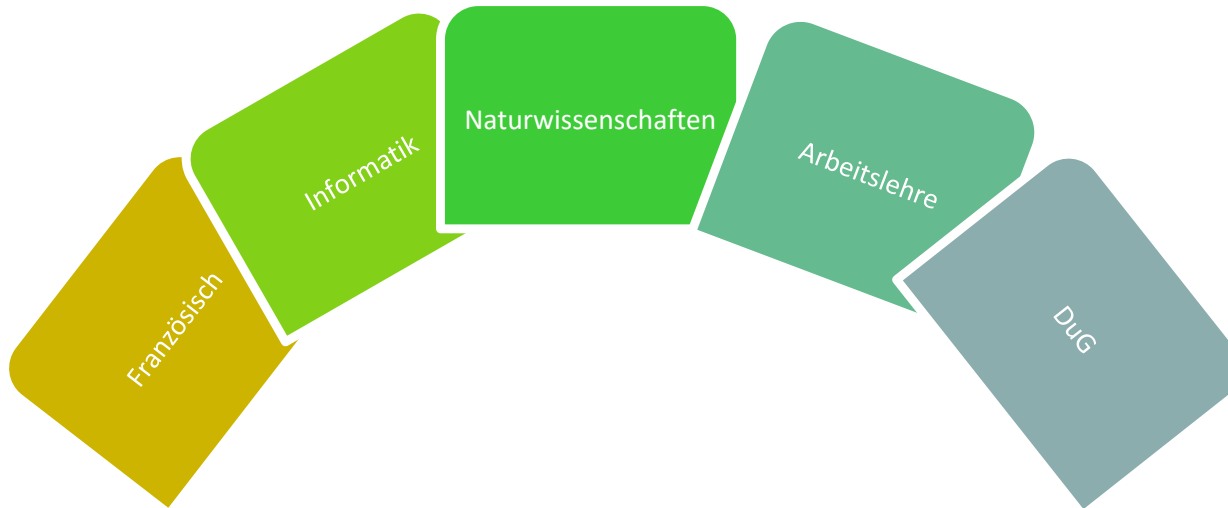 Französisch
Informatik
Naturwissenschaften
Arbeitslehre
DuG